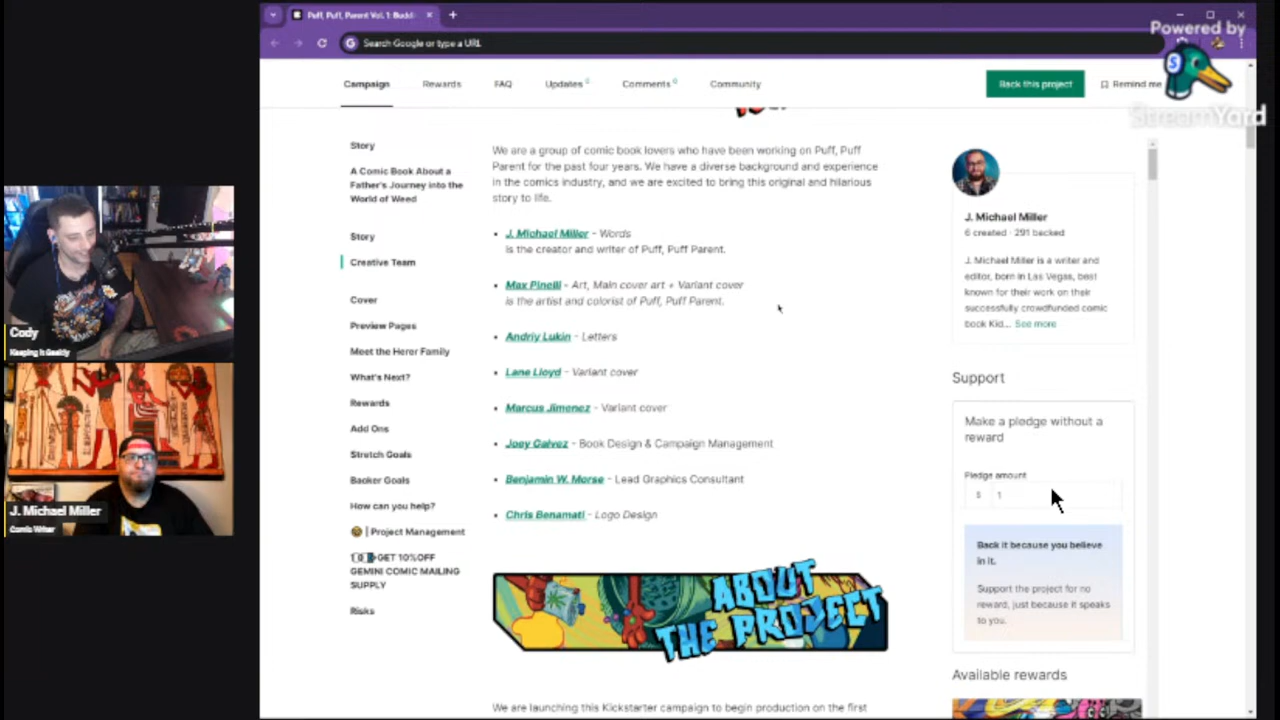 Puff, Puff, Parent Vol. 1: Buddi
Search Google or type a URL
Powered by
StreamYard
Campaign
Rewards
FAQ
Updates 0
Comments 0
Community
Back this project
Remind me
Story
A Comic Book About a
Father's Journey into the
World of Weed
Story
Creative Team
Cover
Preview Pages
Meet the Herer Family
What's Next?
Rewards
Add Ons
Stretch Goals
Backer Goals
How can you help?
| Project Management
GET 10%OFF
GEMINI COMIC MAILING
SUPPLY
Risks
We are a group of comic book lovers who have been working on Puff, Puff
Parent for the past four years. We have a diverse background and experience
in the comics industry, and we are excited to bring this original and hilarious
story to life.
J. Michael Miller - Words
is the creator and writer of Puff, Puff Parent.
Max Pinelli - Art, Main cover art + Variant cover
is the artist and colorist of Puff, Puff Parent.
Andriy Lukin - Letters
Lane Lloyd - Variant cover
Marcus Jimenez - Variant cover
Joey Galvez - Book Design & Campaign Management
Benjamin W. Morse - Lead Graphics Consultant
Chris Benamati - Logo Design
ABOUT
THE PROJECT
We are launching this Kickstarter campaign to begin production on the first
J. Michael Miller
6 created · 291 backed
J. Michael Miller is a writer and
editor, born in Las Vegas, best
known for their work on their
successfully crowdfunded comic
book Kid... See more
Support
Make a pledge without a
reward
Pledge amount
$ 1
Back it because you believe
in it.
Support the project for no
reward, just because it speaks
to you.
Available rewards
Cody
Keeping It Geekly
J. Michael Miller
Comic Writer